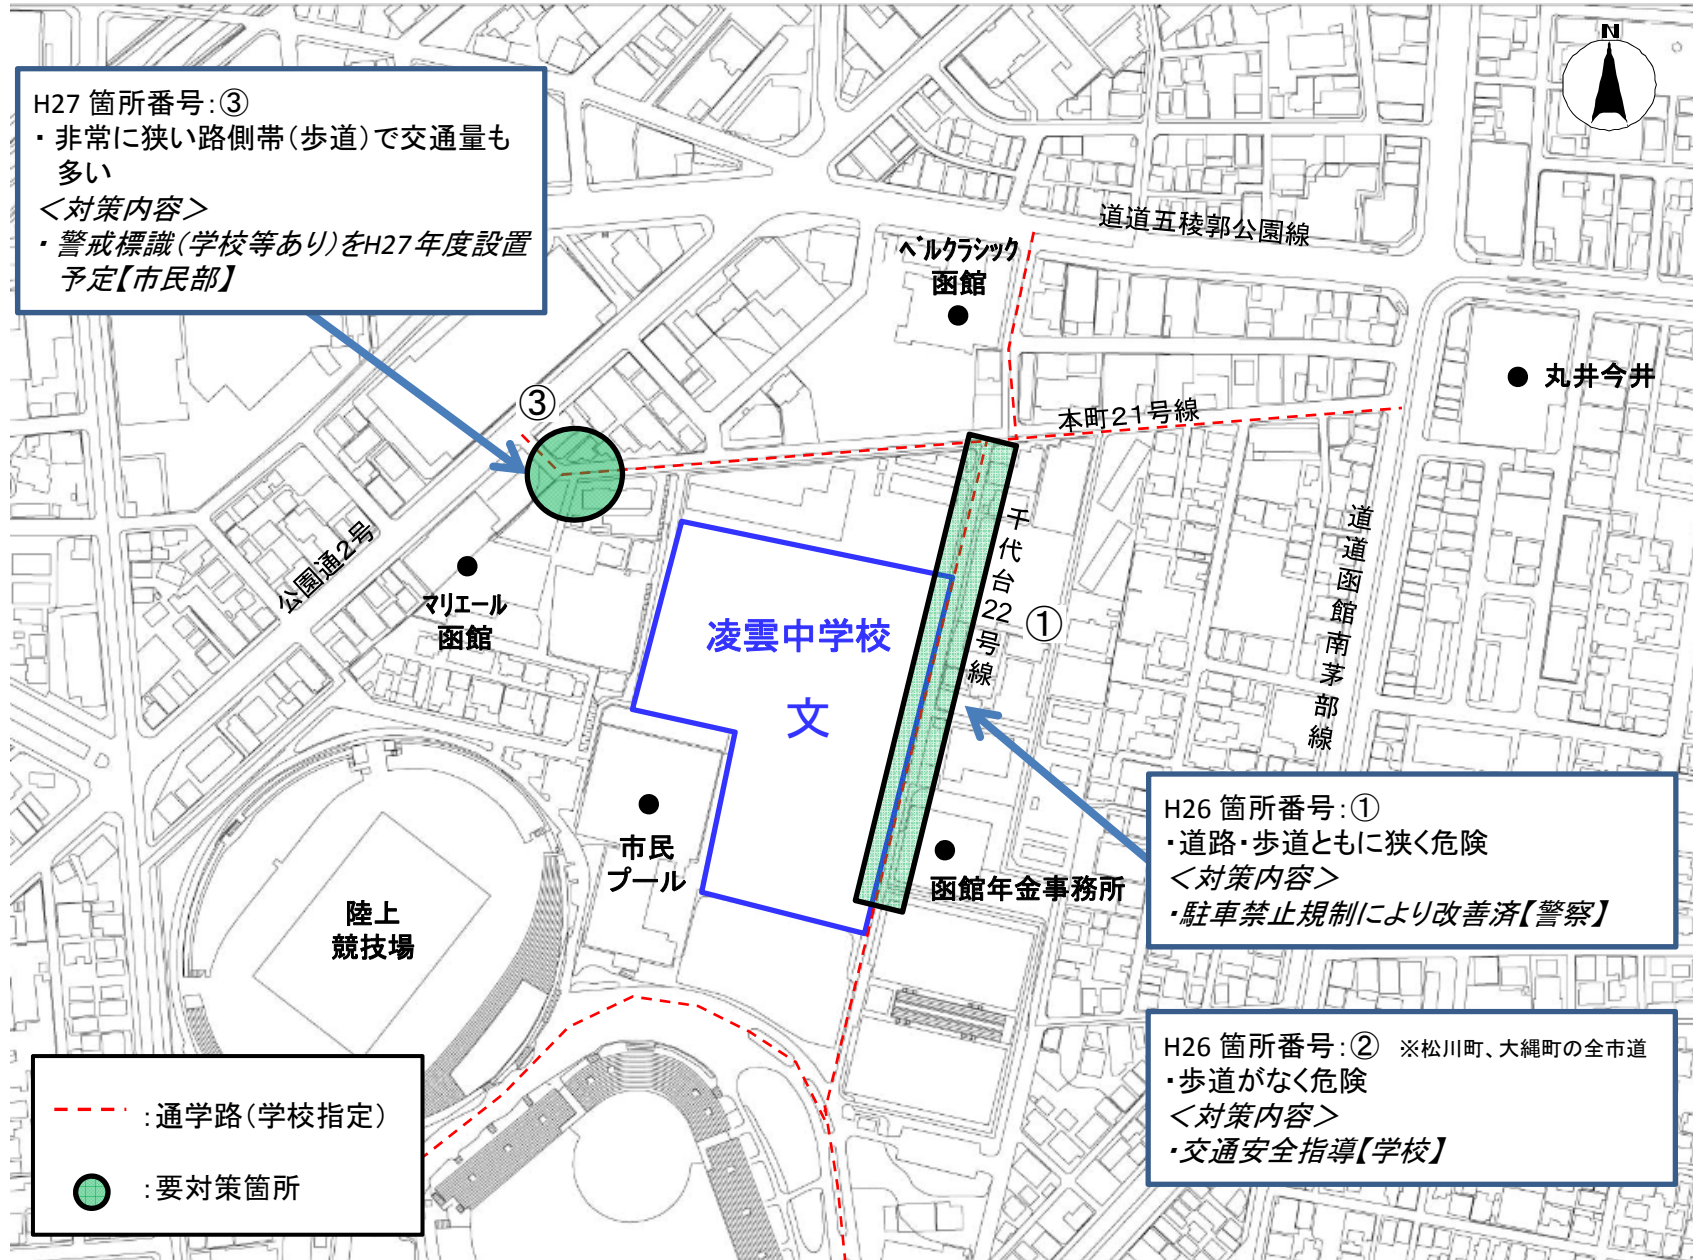 N
H27 箇所番号：③
・ 非常に狭い路側帯（歩道）で交通量も
多い
＜対策内容＞
・ 警戒標識（学校等あり）をH27年度設置
予定【市民部】
道道五稜郭公園線
ベルクラシック
函館
丸井今井
③
本町21号線
公園通2号
マリエール
函館
千代台22号線
①
道道函館南茅部線
凌雲中学校
文
市民
プール
函館年金事務所
陸上
競技場
H26 箇所番号：①
・道路・歩道ともに狭く危険
＜対策内容＞
・駐車禁止規制により改善済【警察】
H26 箇所番号：② ※松川町、大縄町の全市道
・歩道がなく危険
＜対策内容＞
・交通安全指導【学校】
：通学路（学校指定）
：要対策箇所